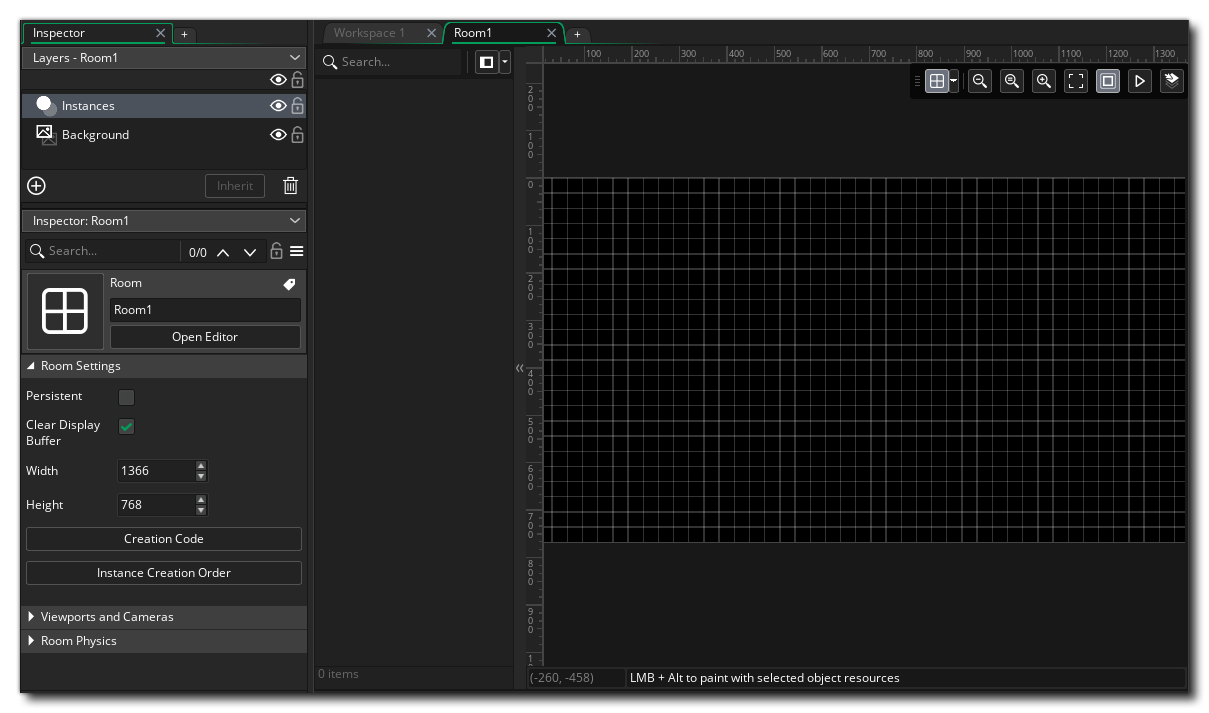 Inspector
Workspace 1
Room1
Layers - Room1
Search...
Instances
Background
Inherit
Inspector: Room1
Search...
0/0
Room
Room1
Open Editor
Room Settings
Persistent
Clear Display
Buffer
Width
1366
Height
768
Creation Code
Instance Creation Order
Viewports and Cameras
Room Physics
0 items
100 200 300 400 500 600 700 800 900 1000 1100 1200 1300
200
100
0
100
200
300
400
500
600
700
800
900
1
(-260, -458)
LMB + Alt to paint with selected object resources